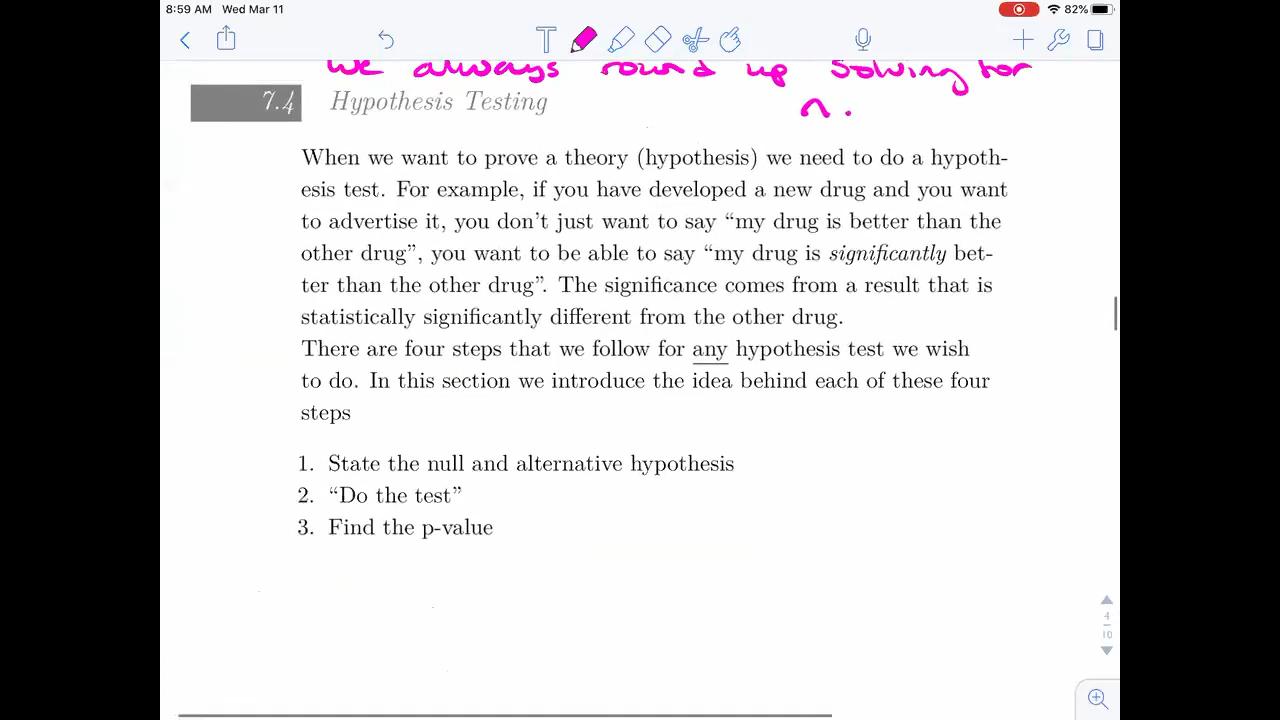 8:59 AM Wed Mar 11
82%
we always round up solving for
n.
7.4 Hypothesis Testing
When we want to prove a theory (hypothesis) we need to do a hypoth-
esis test. For example, if you have developed a new drug and you want
to advertise it, you don't just want to say “my drug is better than the
other drug”, you want to be able to say “my drug is significantly bet-
ter than the other drug”. The significance comes from a result that is
statistically significantly different from the other drug.
There are four steps that we follow for any hypothesis test we wish
to do. In this section we introduce the idea behind each of these four
steps
1. State the null and alternative hypothesis
2. “Do the test”
3. Find the p-value
4
10